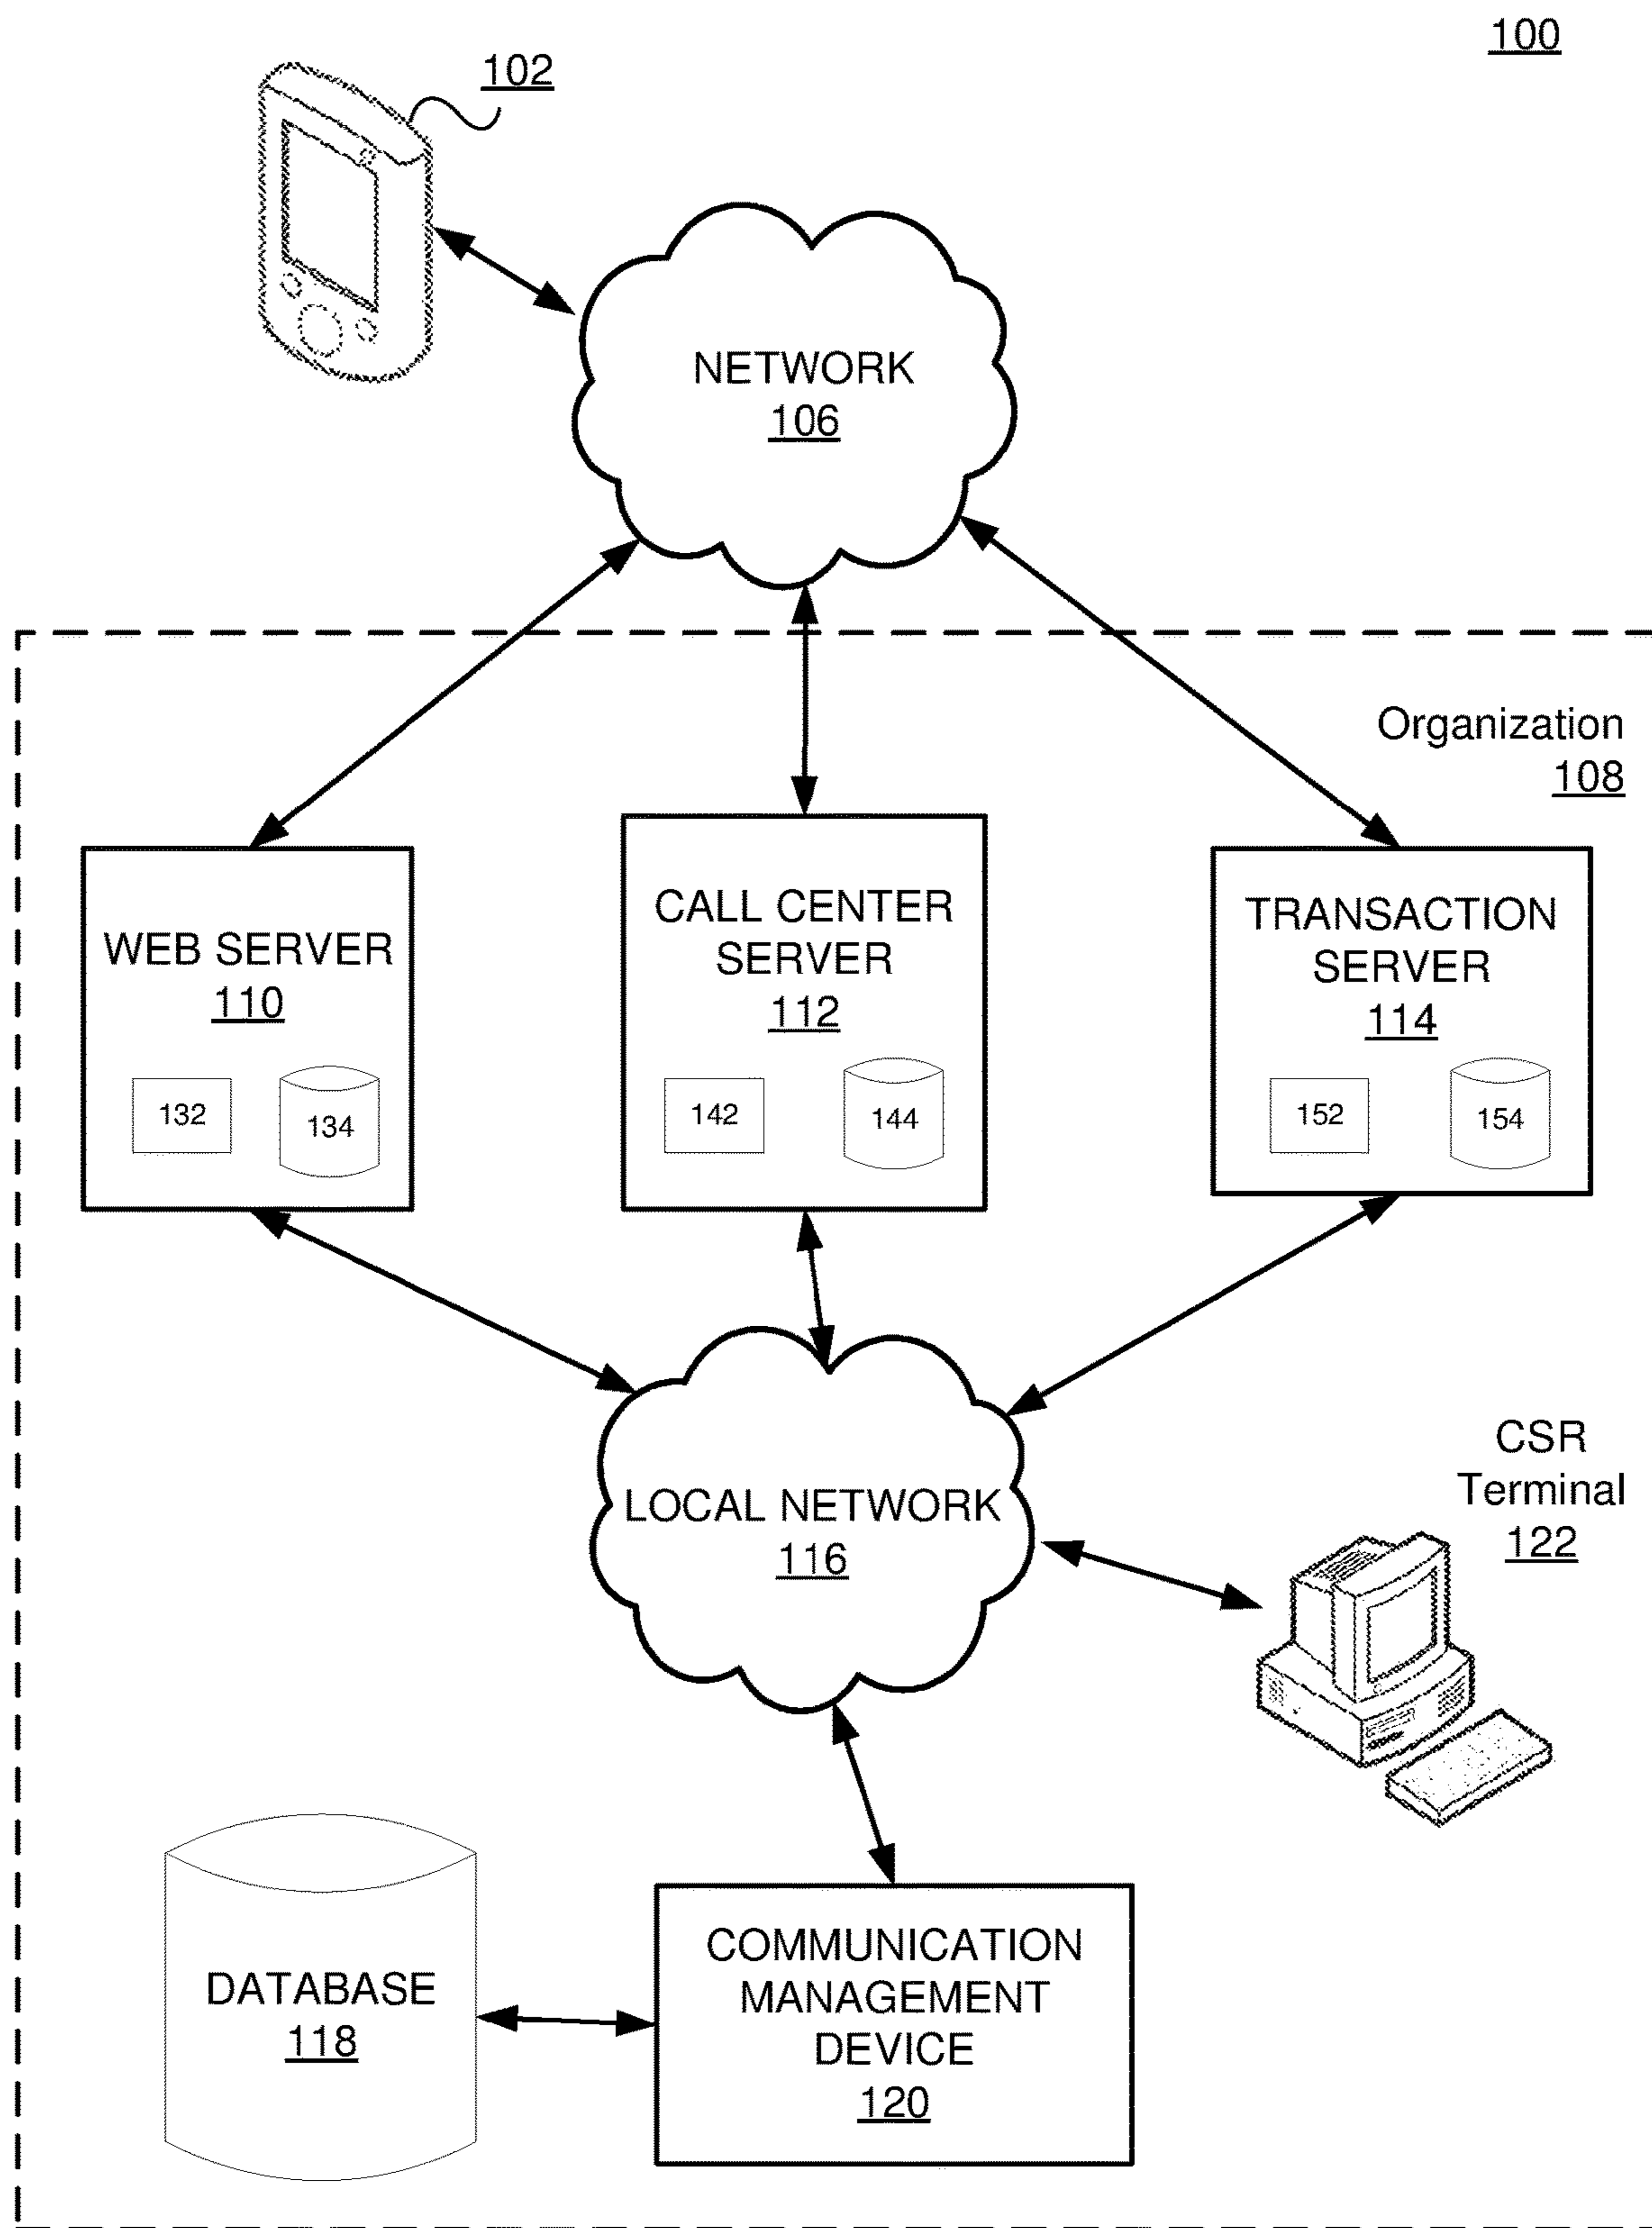 100
102
NETWORK
106
Organization
108
WEB SERVER
110
132
134
CALL CENTER
SERVER
112
142
144
TRANSACTION
SERVER
114
152
154
LOCAL NETWORK
116
CSR
Terminal
122
DATABASE
118
COMMUNICATION
MANAGEMENT
DEVICE
120